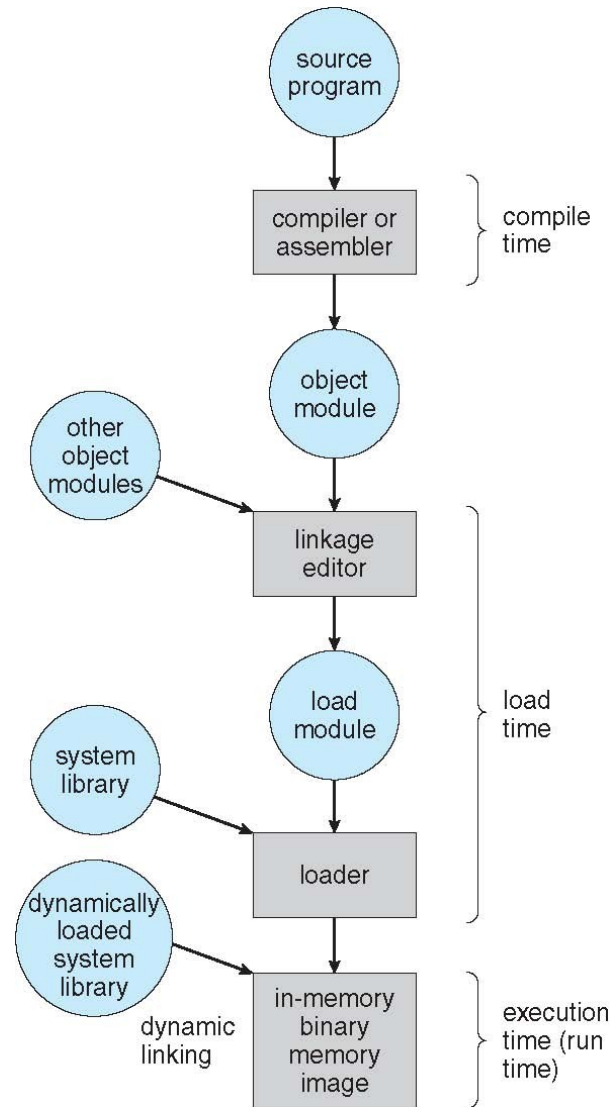 source
program
compiler or
assembler
compile
time
object
module
other
object
modules
linkage
editor
load
module
load
time
system
library
loader
dynamically
loaded
system
library
dynamic
linking
in-memory
binary
memory
image
execution
time (run
time)